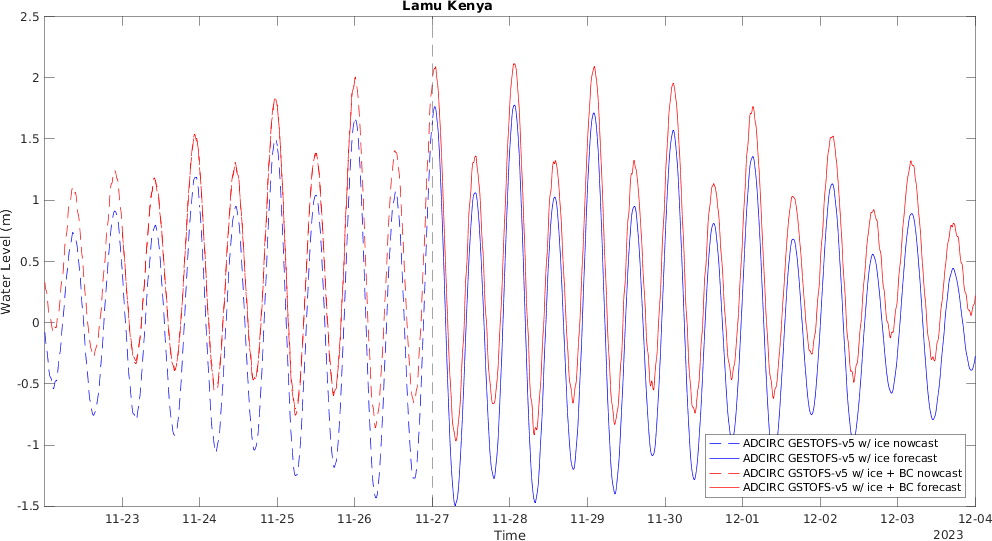 Lamu Kenya
2.5
2
1.5
1
0.5
0
-0.5
-1
-1.5
Water Level (m)
ADCIRC GESTOFS-v5 w/ ice nowcast
ADCIRC GESTOFS-v5 w/ ice forecast
ADCIRC GSTOFS-v5 w/ ice + BC nowcast
ADCIRC GSTOFS-v5 w/ ice + BC forecast
11-23 11-24 11-25 11-26 11-27 11-28 11-29 11-30 12-01 12-02 12-03 12-04
Time
2023